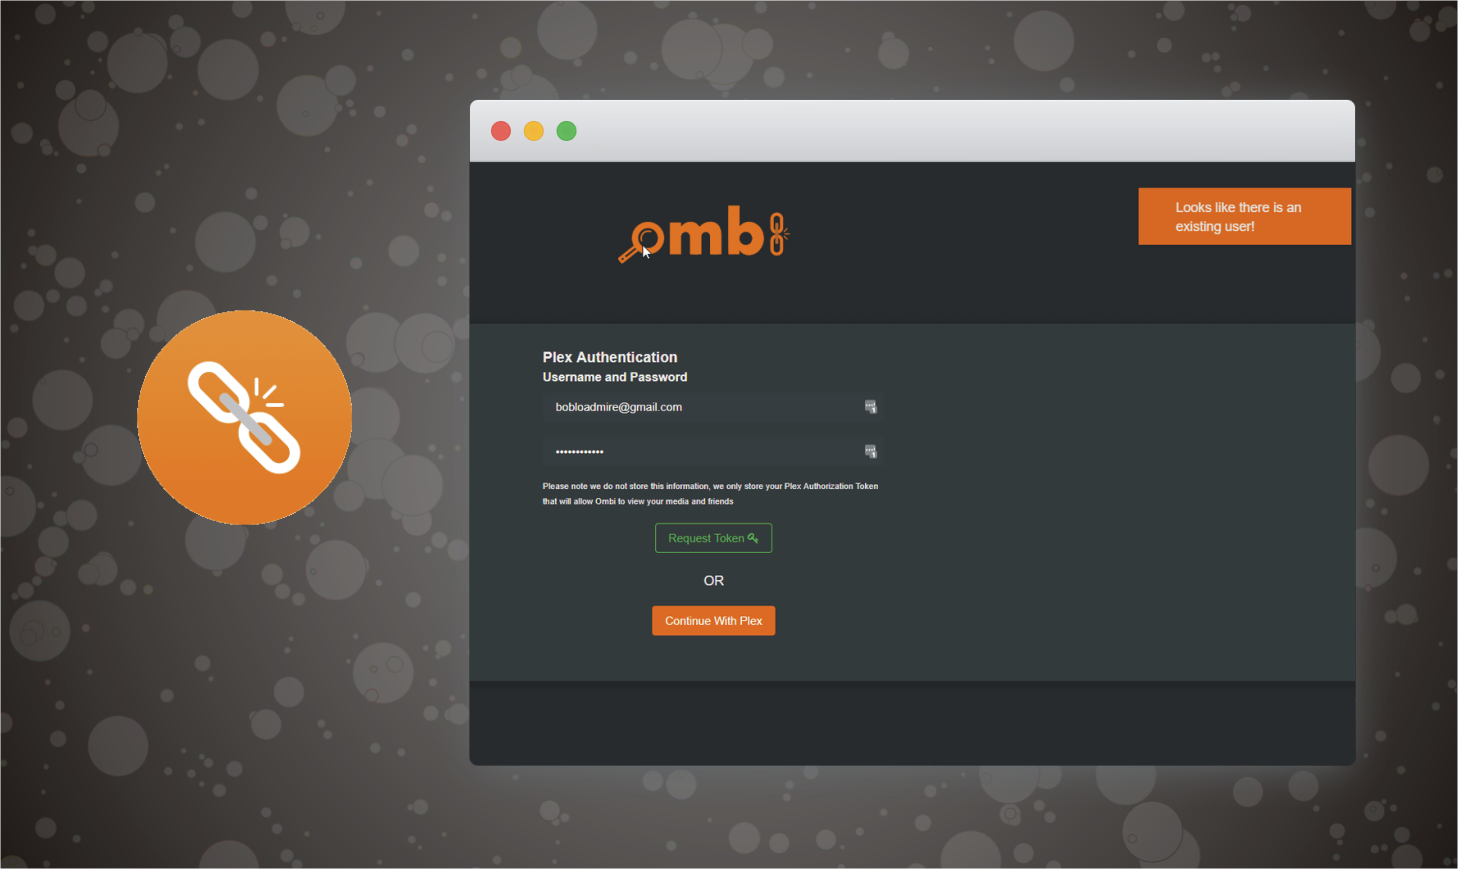 ombi
Looks like there is an
existing user!
Plex Authentication
Username and Password
bobloadmire@gmail.com
••••••••••••
Please note we do not store this information, we only store your Plex Authorization Token
that will allow Ombi to view your media and friends
Request Token
OR
Continue With Plex